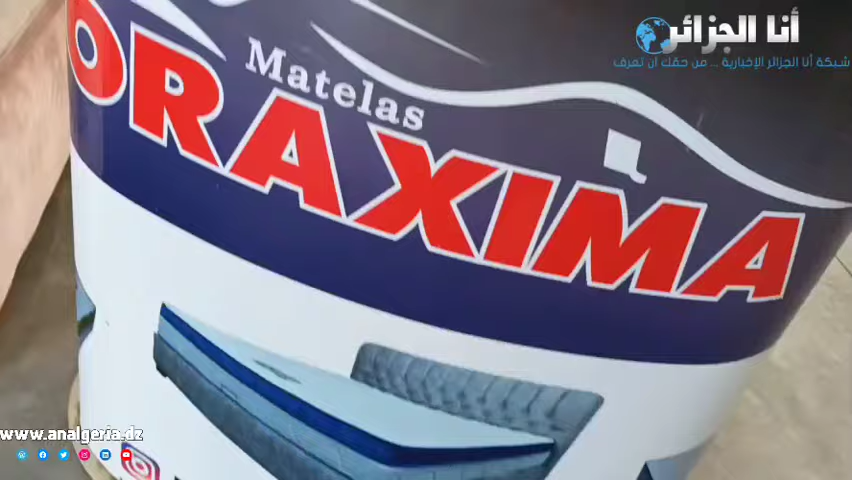 أنا الجزائر
شبكة أنا الجزائر الإخبارية ... من حقك ان تعرف
Matelas
ORAXIMA
www.analgeria.dz